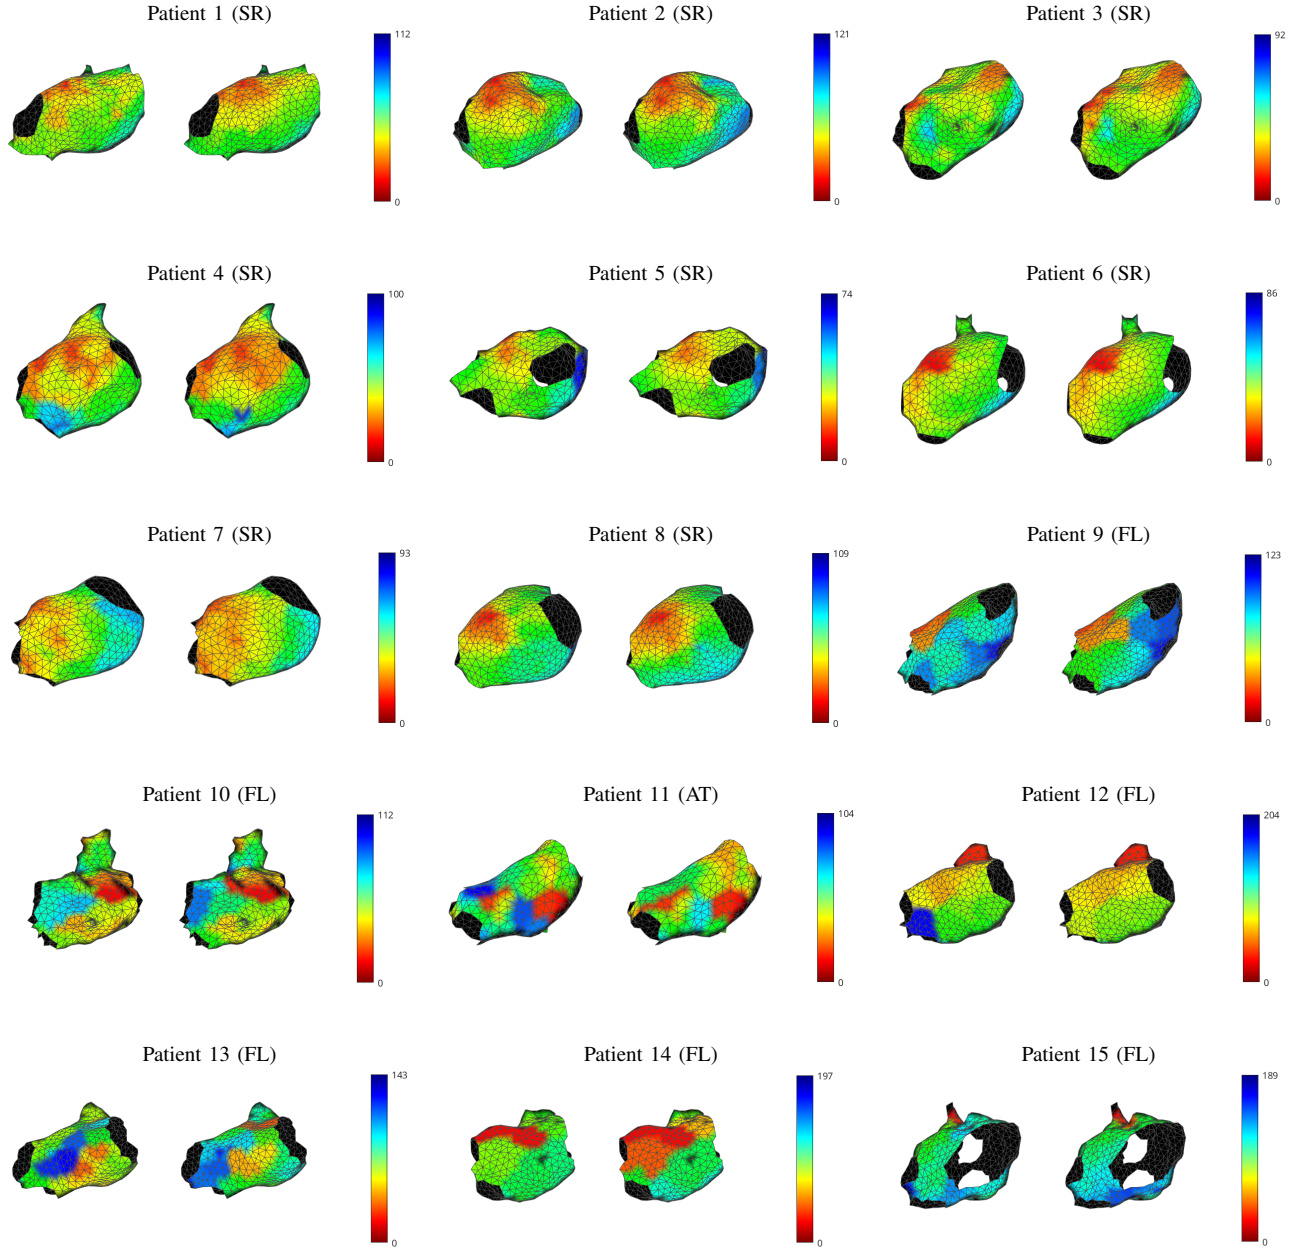 Patient 1 (SR)
112
0
Patient 2 (SR)
121
0
Patient 3 (SR)
92
0
Patient 4 (SR)
100
0
Patient 5 (SR)
74
0
Patient 6 (SR)
86
0
Patient 7 (SR)
93
0
Patient 8 (SR)
109
0
Patient 9 (FL)
123
0
Patient 10 (FL)
112
0
Patient 11 (AT)
104
0
Patient 12 (FL)
204
0
Patient 13 (FL)
143
0
Patient 14 (FL)
197
0
Patient 15 (FL)
189
0